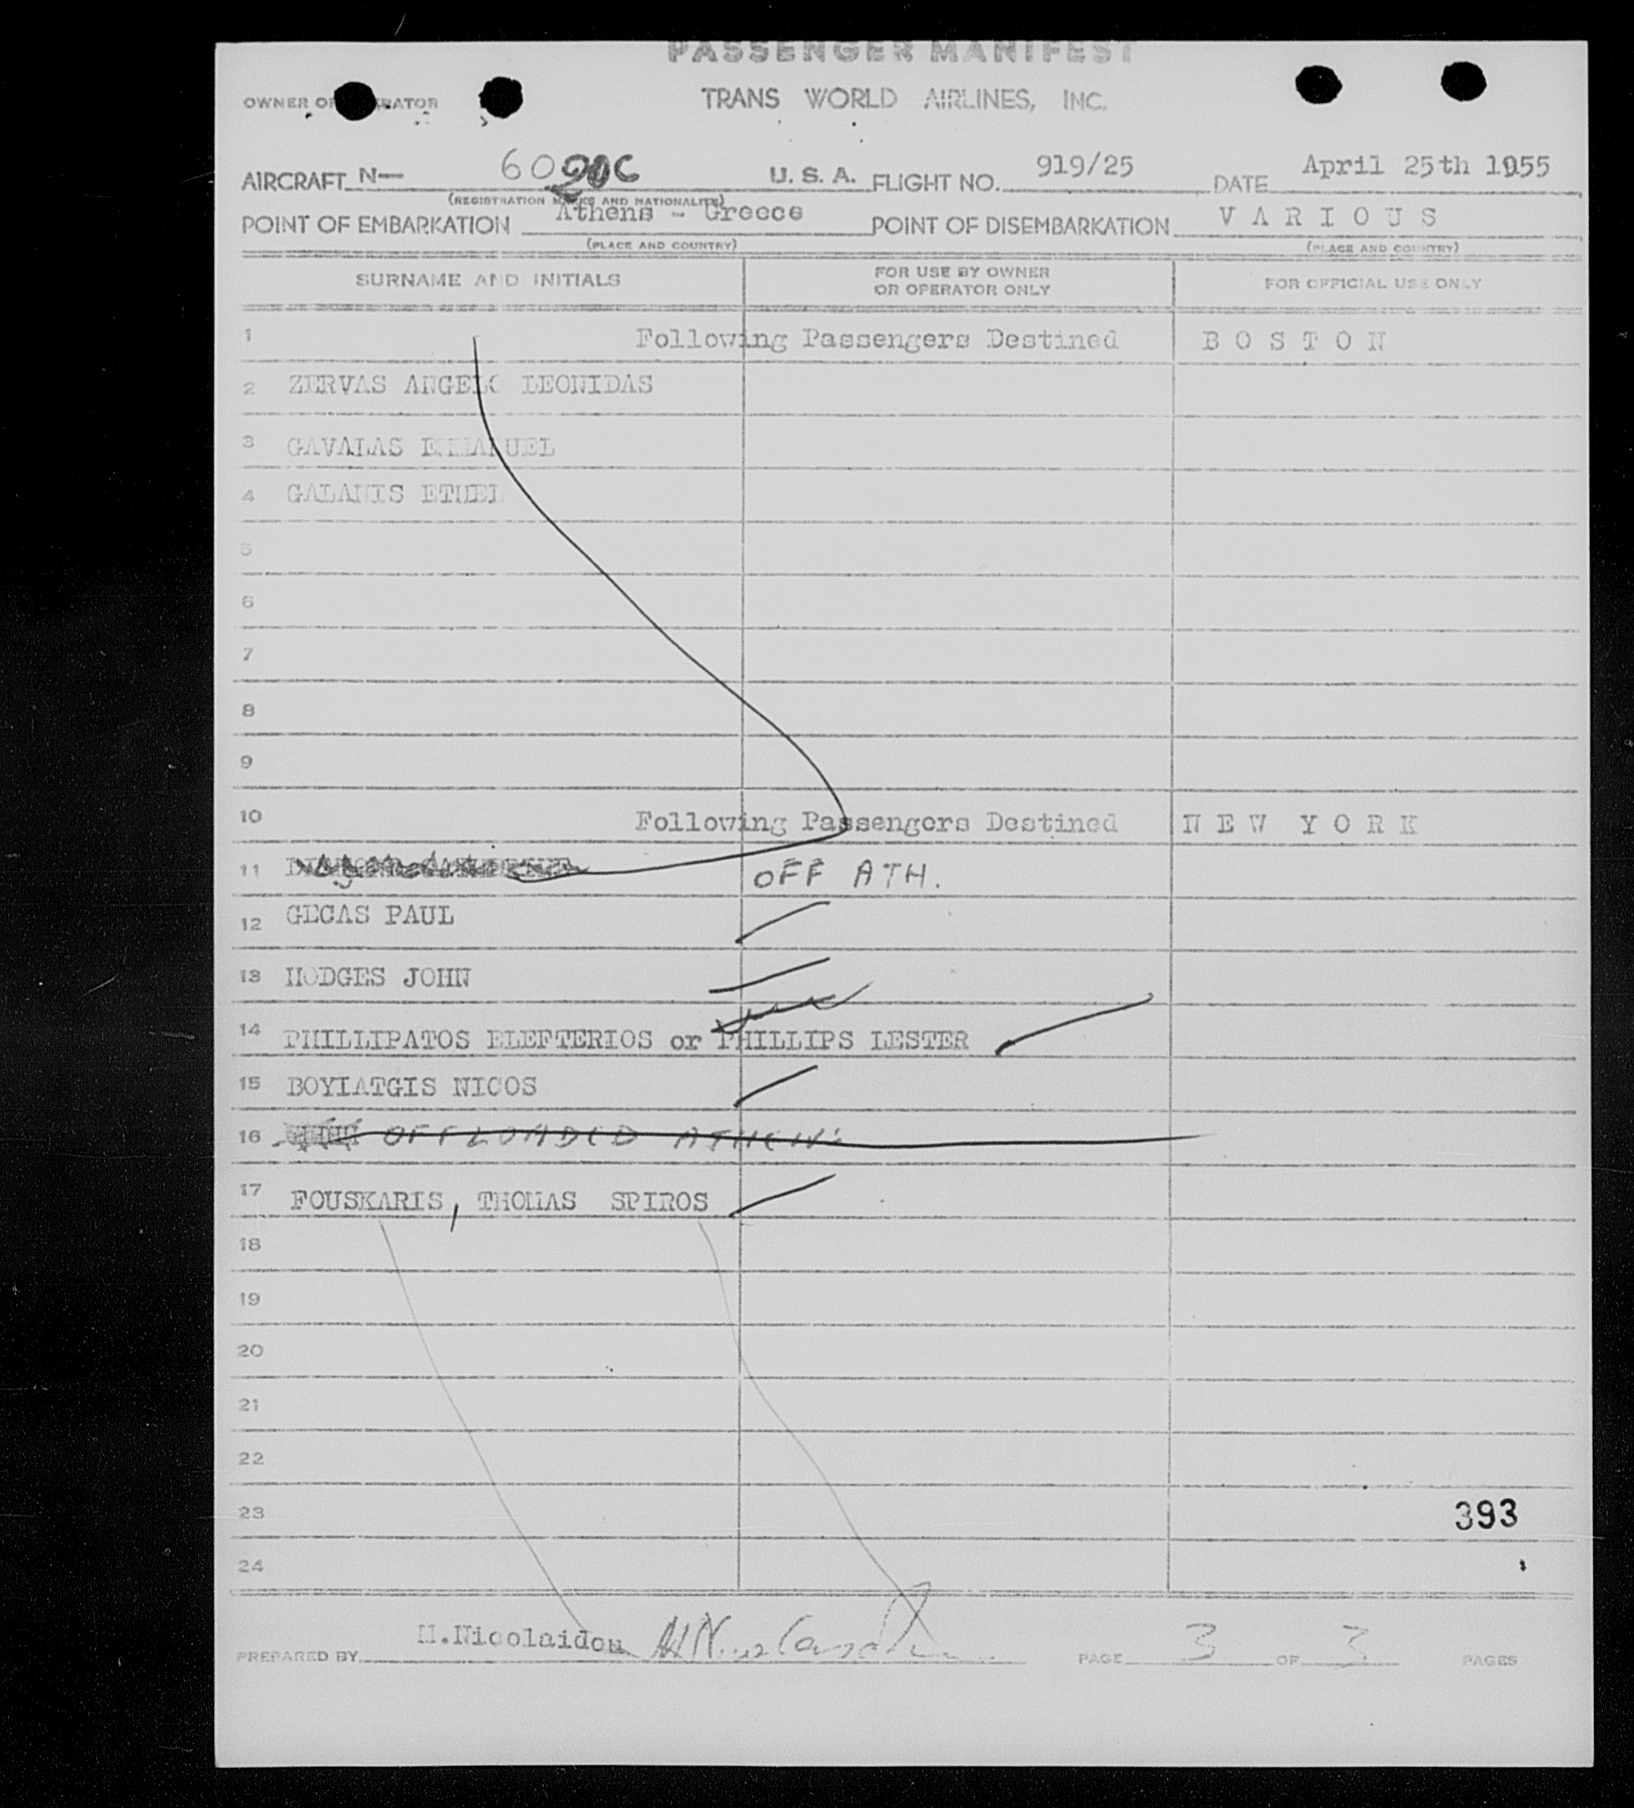 PASSENGER MANIFEST
OWNER OR OPERATOR TRANS WORLD AIRLINES, INC.
AIRCRAFT N— 6020C U. S. A. FLIGHT NO. 919/25 DATE April 25th 1955
(REGISTRATION MARKS AND NATIONALITY)
POINT OF EMBARKATION Athens - Greece POINT OF DISEMBARKATION VARIOUS
(PLACE AND COUNTRY) (PLACE AND COUNTRY)
SURNAME AND INITIALS FOR USE BY OWNER OR OPERATOR ONLY FOR OFFICIAL USE ONLY
1 Following Passengers Destined BOSTON
2 ZERVAS ANGELO LEONIDAS
3 GAVALAS EMMANUEL
4 GALANIS ETHEL
5
6
7
8
9
10 Following Passengers Destined NEW YORK
11 OFF ATH.
12 GECAS PAUL
13 HODGES JOHN
14 PHILLIPATOS ELEFTERIOS or PHILLIPS LESTER
15 BOYIATGIS NICOS
16 OFFLOADED ATHENS
17 FOUSKARIS, THOMAS SPIROS
18
19
20
21
22
23 393
24
PREPARED BY M.Nicolaidou PAGE 3 OF 3 PAGES